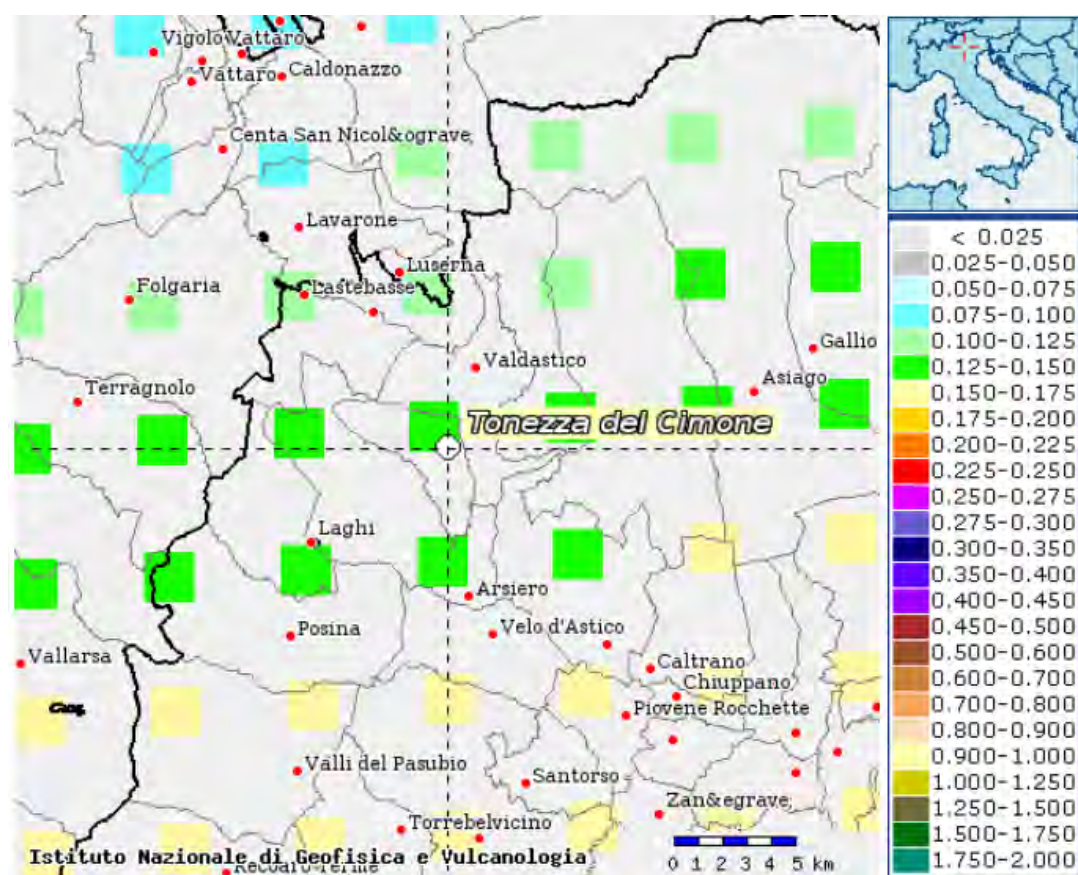 Vigolo Vattaro
Vattaro
Caldonazzo
Centa San Nicol&ograve;
Lavarone
Luserna
Folgaria
Lastebasse
Valdastico
Gallio
Terragnolo
Asiago
Tonezza del Cimone
Laghi
Arsiero
Posina
Velo d'Astico
Vallarsa
Caltrano
Chiuppano
Piovene Rocchette
Valli del Pasubio
Santorso
Zan&egrave;
Torrebelvicino
Istituto Nazionale di Geofisica e Vulcanologia
Recoaro Terme
0 1 2 3 4 5 km
< 0.025
0.025-0.050
0.050-0.075
0.075-0.100
0.100-0.125
0.125-0.150
0.150-0.175
0.175-0.200
0.200-0.225
0.225-0.250
0.250-0.275
0.275-0.300
0.300-0.350
0.350-0.400
0.400-0.450
0.450-0.500
0.500-0.600
0.600-0.700
0.700-0.800
0.800-0.900
0.900-1.000
1.000-1.250
1.250-1.500
1.500-1.750
1.750-2.000